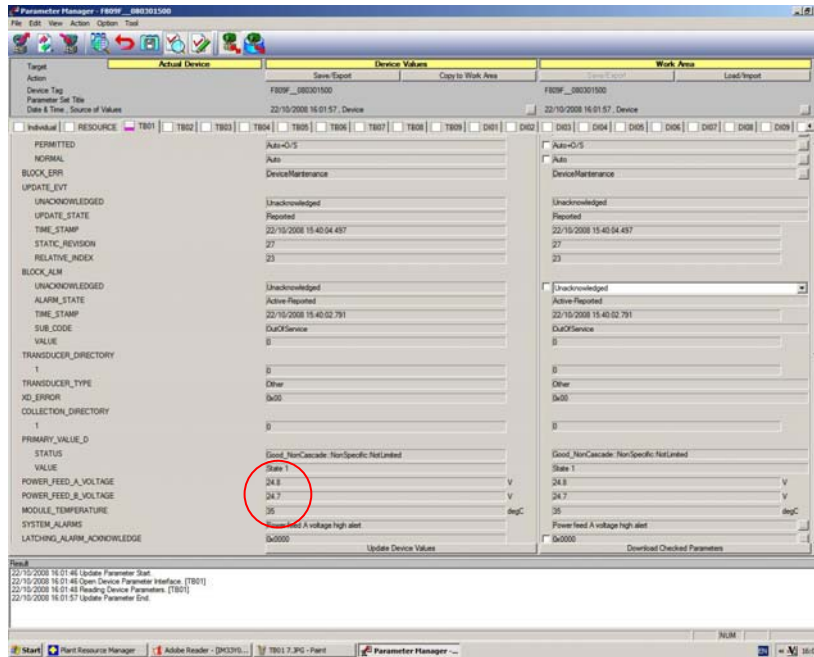 Parameter Manager - FB09F__080301500
File Edit View Action Option Tool
Target Actual Device Device Values Work Area
Action Save/Export Copy to Work Area Save/Export Load/Import
Device Tag FB09F__080301500 FB09F__080301500
Parameter Set Title
Date & Time , Source of Values 22/10/2008 16:01:57 , Device 22/10/2008 16:01:57 , Device
Individual RESOURCE TB01 TB02 TB03 TB04 TB05 TB06 TB07 TB08 TB09 DI01 DI02 DI03 DI04 DI05 DI06 DI07 DI08 DI09
PERMITTED Auto+O/S Auto+O/S
NORMAL Auto Auto
BLOCK_ERR DeviceMaintenance DeviceMaintenance
UPDATE_EVT
UNACKNOWLEDGED Unacknowledged Unacknowledged
UPDATE_STATE Reported Reported
TIME_STAMP 22/10/2008 15:40:04.497 22/10/2008 15:40:04.497
STATIC_REVISION 27 27
RELATIVE_INDEX 23 23
BLOCK_ALM
UNACKNOWLEDGED Unacknowledged Unacknowledged
ALARM_STATE Active-Reported Active-Reported
TIME_STAMP 22/10/2008 15:40:02.791 22/10/2008 15:40:02.791
SUB_CODE OutOfService OutOfService
VALUE 0 0
TRANSDUCER_DIRECTORY
1 0 0
TRANSDUCER_TYPE Other Other
XD_ERROR 0x00 0x00
COLLECTION_DIRECTORY
1 0 0
PRIMARY_VALUE_D
STATUS Good_NonCascade::NonSpecific:NotLimited Good_NonCascade::NonSpecific:NotLimited
VALUE State 1 State 1
POWER_FEED_A_VOLTAGE 24.8 V 24.8 V
POWER_FEED_B_VOLTAGE 24.7 V 24.7 V
MODULE_TEMPERATURE 35 degC 35 degC
SYSTEM_ALARMS Power feed A voltage high alert Power feed A voltage high alert
LATCHING_ALARM_ACKNOWLEDGE 0x0000 0x0000
Update Device Values Download Checked Parameters
Result
22/10/2008 16:01:46 Update Parameter Start.
22/10/2008 16:01:46 Open Device Parameter Interface. [TB01]
22/10/2008 16:01:48 Reading Device Parameters. [TB01]
22/10/2008 16:01:57 Update Parameter End.
NUM
Start Plant Resource Manager Adobe Reader - TB01 7.JPG - Paint Parameter Manager -... EN